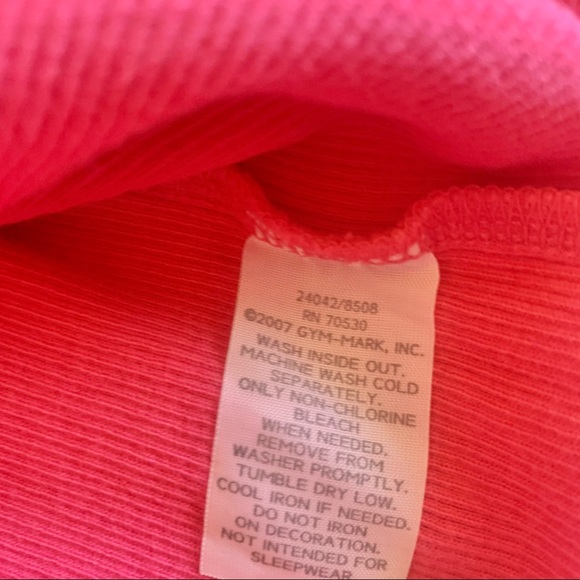 24042/8508
RN 70530
©2007 GYM-MARK, INC.
WASH INSIDE OUT.
MACHINE WASH COLD
SEPARATELY.
ONLY NON-CHLORINE
BLEACH
WHEN NEEDED.
REMOVE FROM
WASHER PROMPTLY.
TUMBLE DRY LOW.
COOL IRON IF NEEDED.
DO NOT IRON
ON DECORATION.
NOT INTENDED FOR
SLEEPWEAR